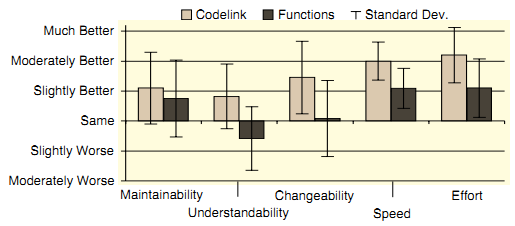 Codelink Functions Standard Dev.
Much Better
Moderately Better
Slightly Better
Same
Slightly Worse
Moderately Worse
Maintainability Changeability Effort
Understandability Speed